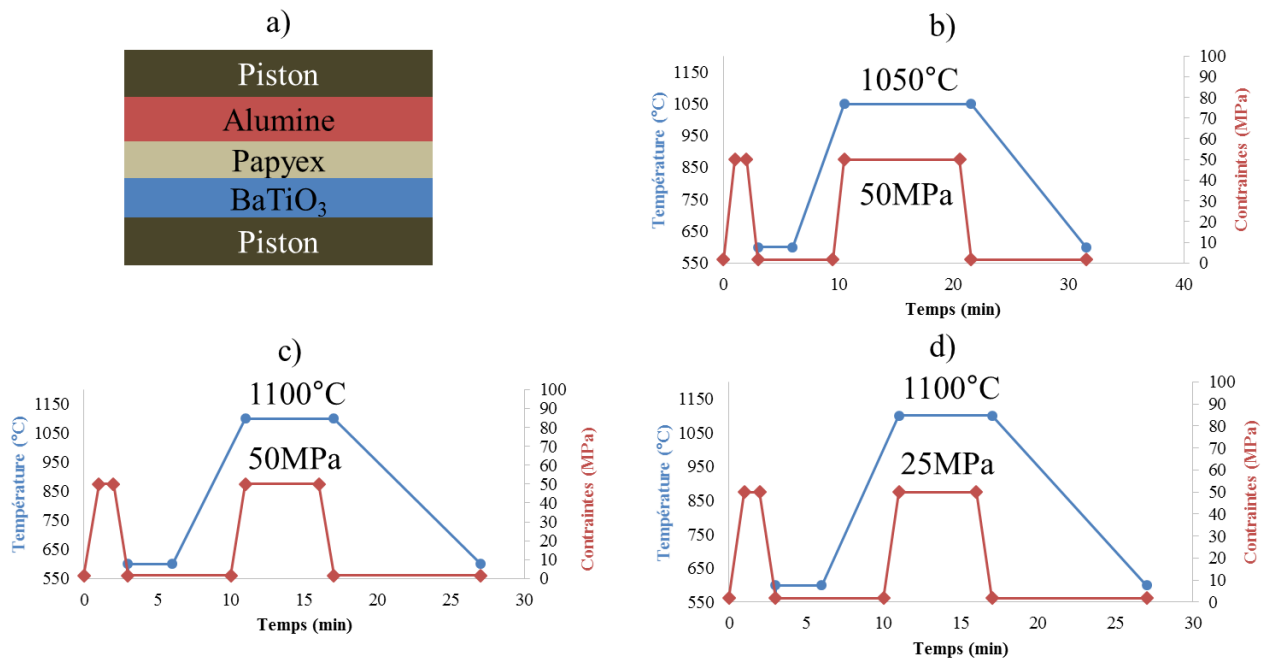 a)
Piston
Alumine
Papyex
BaTiO₃
Piston
b)
1050°C
50MPa
Température (°C)
1150
1050
950
850
750
650
550
Contraintes (MPa)
100
90
80
70
60
50
40
30
20
10
0
0 10 20 30 40
Temps (min)
c)
1100°C
50MPa
Température (°C)
1150
1050
950
850
750
650
550
Contraintes (MPa)
100
90
80
70
60
50
40
30
20
10
0
0 5 10 15 20 25 30
Temps (min)
d)
1100°C
25MPa
Température (°C)
1150
1050
950
850
750
650
550
Contraintes (MPa)
100
90
80
70
60
50
40
30
20
10
0
0 5 10 15 20 25 30
Temps (min)